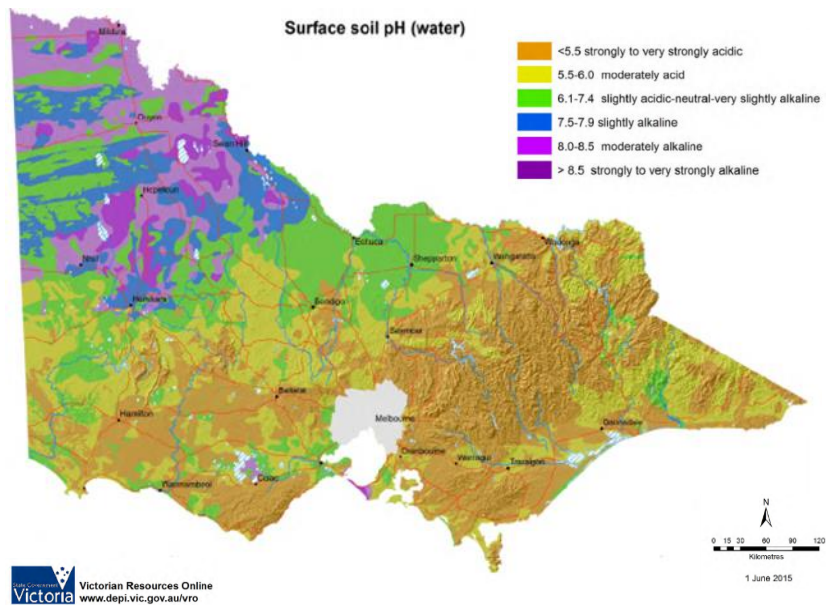 Surface soil pH (water)
<5.5 strongly to very strongly acidic
5.5-6.0 moderately acid
6.1-7.4 slightly acidic-neutral-very slightly alkaline
7.5-7.9 slightly alkaline
8.0-8.5 moderately alkaline
> 8.5 strongly to very strongly alkaline
Mildura
Ouyen
Swan Hill
Hopetoun
Nhill
Echuca
Shepparton
Wodonga
Wangaratta
Horsham
Bendigo
Seymour
Ballarat
Hamilton
Melbourne
Bairnsdale
Cranbourne
Warragul
Traralgon
Colac
Warrnambool
N
0 15 30 60 90 120
Kilometres
1 June 2015
State Government
Victoria
Victorian Resources Online
www.depi.vic.gov.au/vro